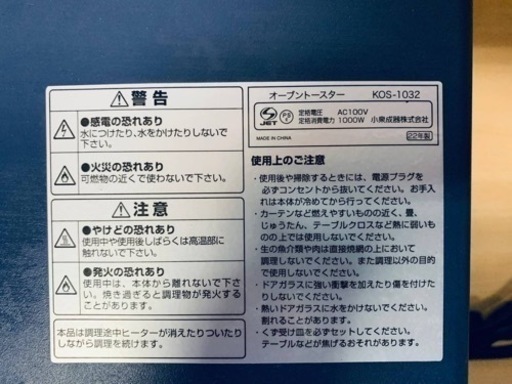 ⚠警告
●感電の恐れあり
水につけたり、水をかけたりしないで
下さい。
●火災の恐れあり
可燃物の近くで使わないで下さい。
⚠注意
●やけどの恐れあり
使用中や使用後しばらくは高温部に
触れないで下さい。
●発火の恐れあり
使用中は、本体から離れないで下さ
い。焼き過ぎると調理物が発火する
ことがあります。
本品は調理途中ヒーターが消えたりついたり
しながら調理を続けます。
オーブントースター KOS-1032
PS
E
JET
定格電圧 AC100V
定格消費電力 1000W 小泉成器株式会社
MADE IN CHINA
22年製
使用上のご注意
・使用後や掃除するときには、電源プラグを
必ずコンセントから抜いてください。お手入
れは本体が冷めてから行ってください。
・カーテンなど燃えやすいものの近く、畳、
じゅうたん、テーブルクロスなど熱に弱いも
のの上では使用しないでください。
・生の魚介類や肉は直接焼網の上において
調理しないでください。また調理以外の目的
で使用しないでください。
・ドアガラスに強い衝撃を加えたり傷を付けた
りしないでください。
・熱いドアガラスに水をかけないでください。
割れることがあります。
・くず受け皿を必ずセットしてください。
テーブルなどが焦げるおそれがあります。